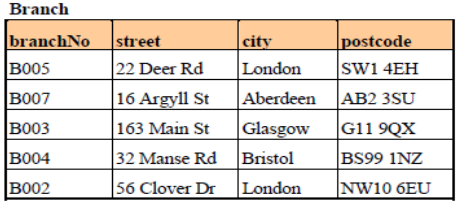 Branch
branchNo street city postcode
B005 22 Deer Rd London SW1 4EH
B007 16 Argyll St Aberdeen AB2 3SU
B003 163 Main St Glasgow G11 9QX
B004 32 Manse Rd Bristol BS99 1NZ
B002 56 Clover Dr London NW10 6EU